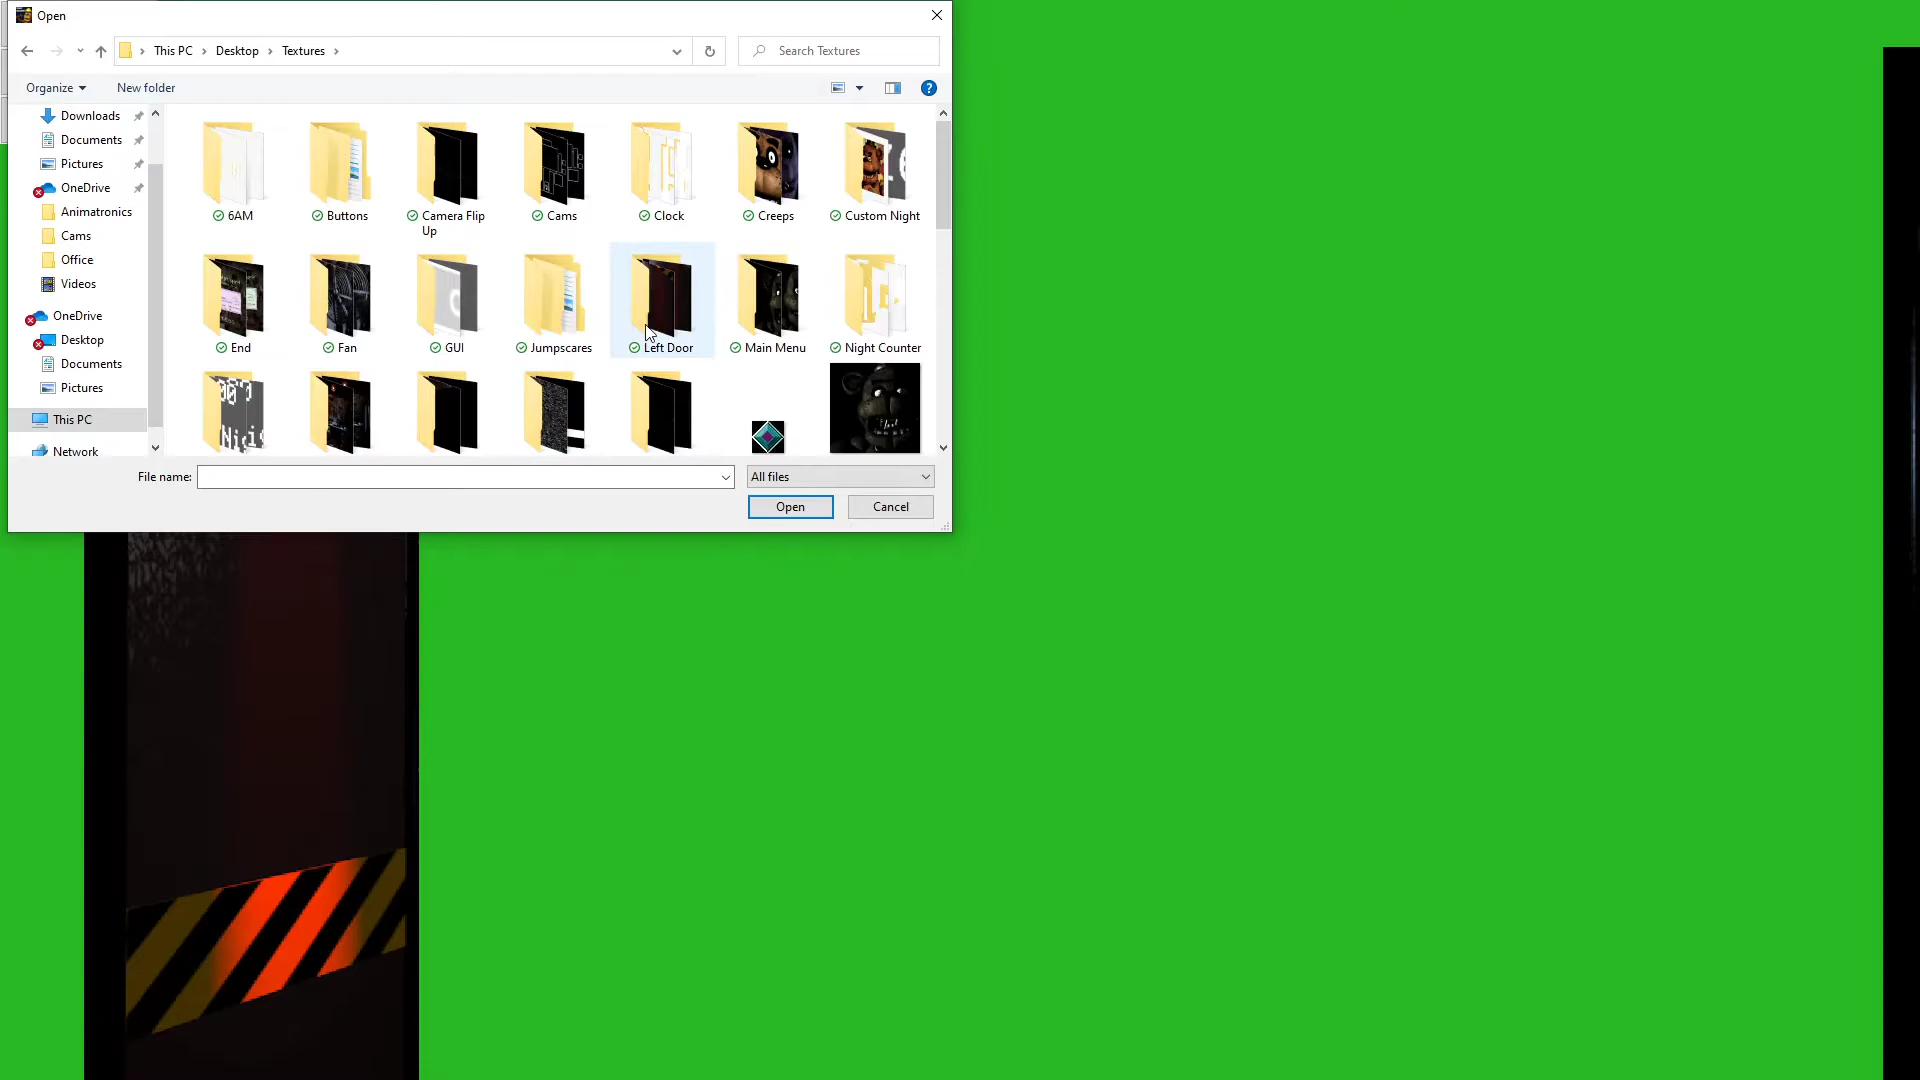 Open
This PC
Desktop
Textures
Search Textures
Organize
New folder
Downloads
Documents
Pictures
OneDrive
Animatronics
Cams
Office
Videos
OneDrive
Desktop
Documents
Pictures
This PC
Network
6AM
Buttons
Camera Flip
Up
Cams
Clock
Creeps
Custom Night
End
Fan
GUI
Jumpscares
Left Door
Main Menu
Night Counter
File name:
All files
Open
Cancel